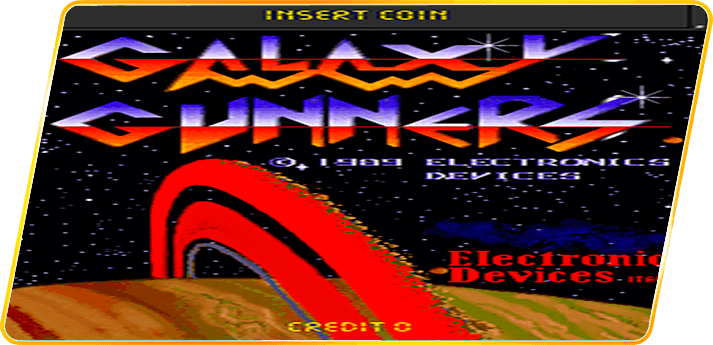 INSERT COIN
GALAXY
GUNNERS
© 1989 ELECTRONICS
DEVICES
Electronic
Devices
CREDIT 0